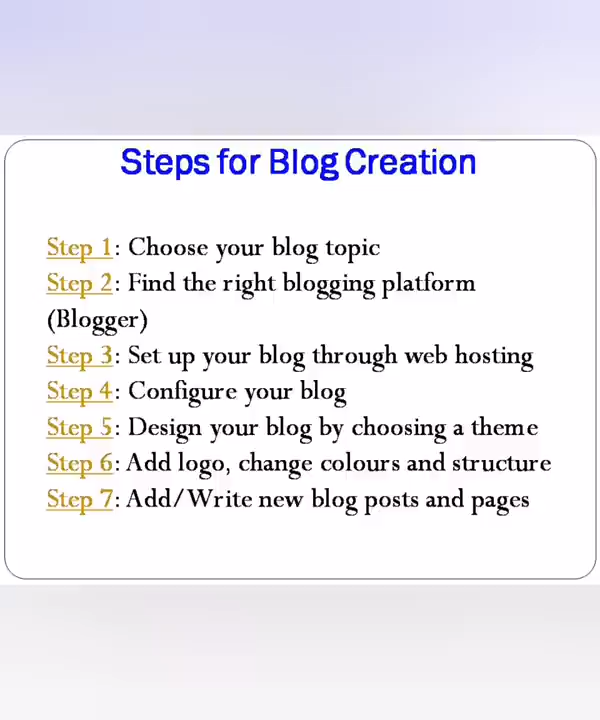 Steps for Blog Creation
Step 1: Choose your blog topic
Step 2: Find the right blogging platform
(Blogger)
Step 3: Set up your blog through web hosting
Step 4: Configure your blog
Step 5: Design your blog by choosing a theme
Step 6: Add logo, change colours and structure
Step 7: Add/Write new blog posts and pages